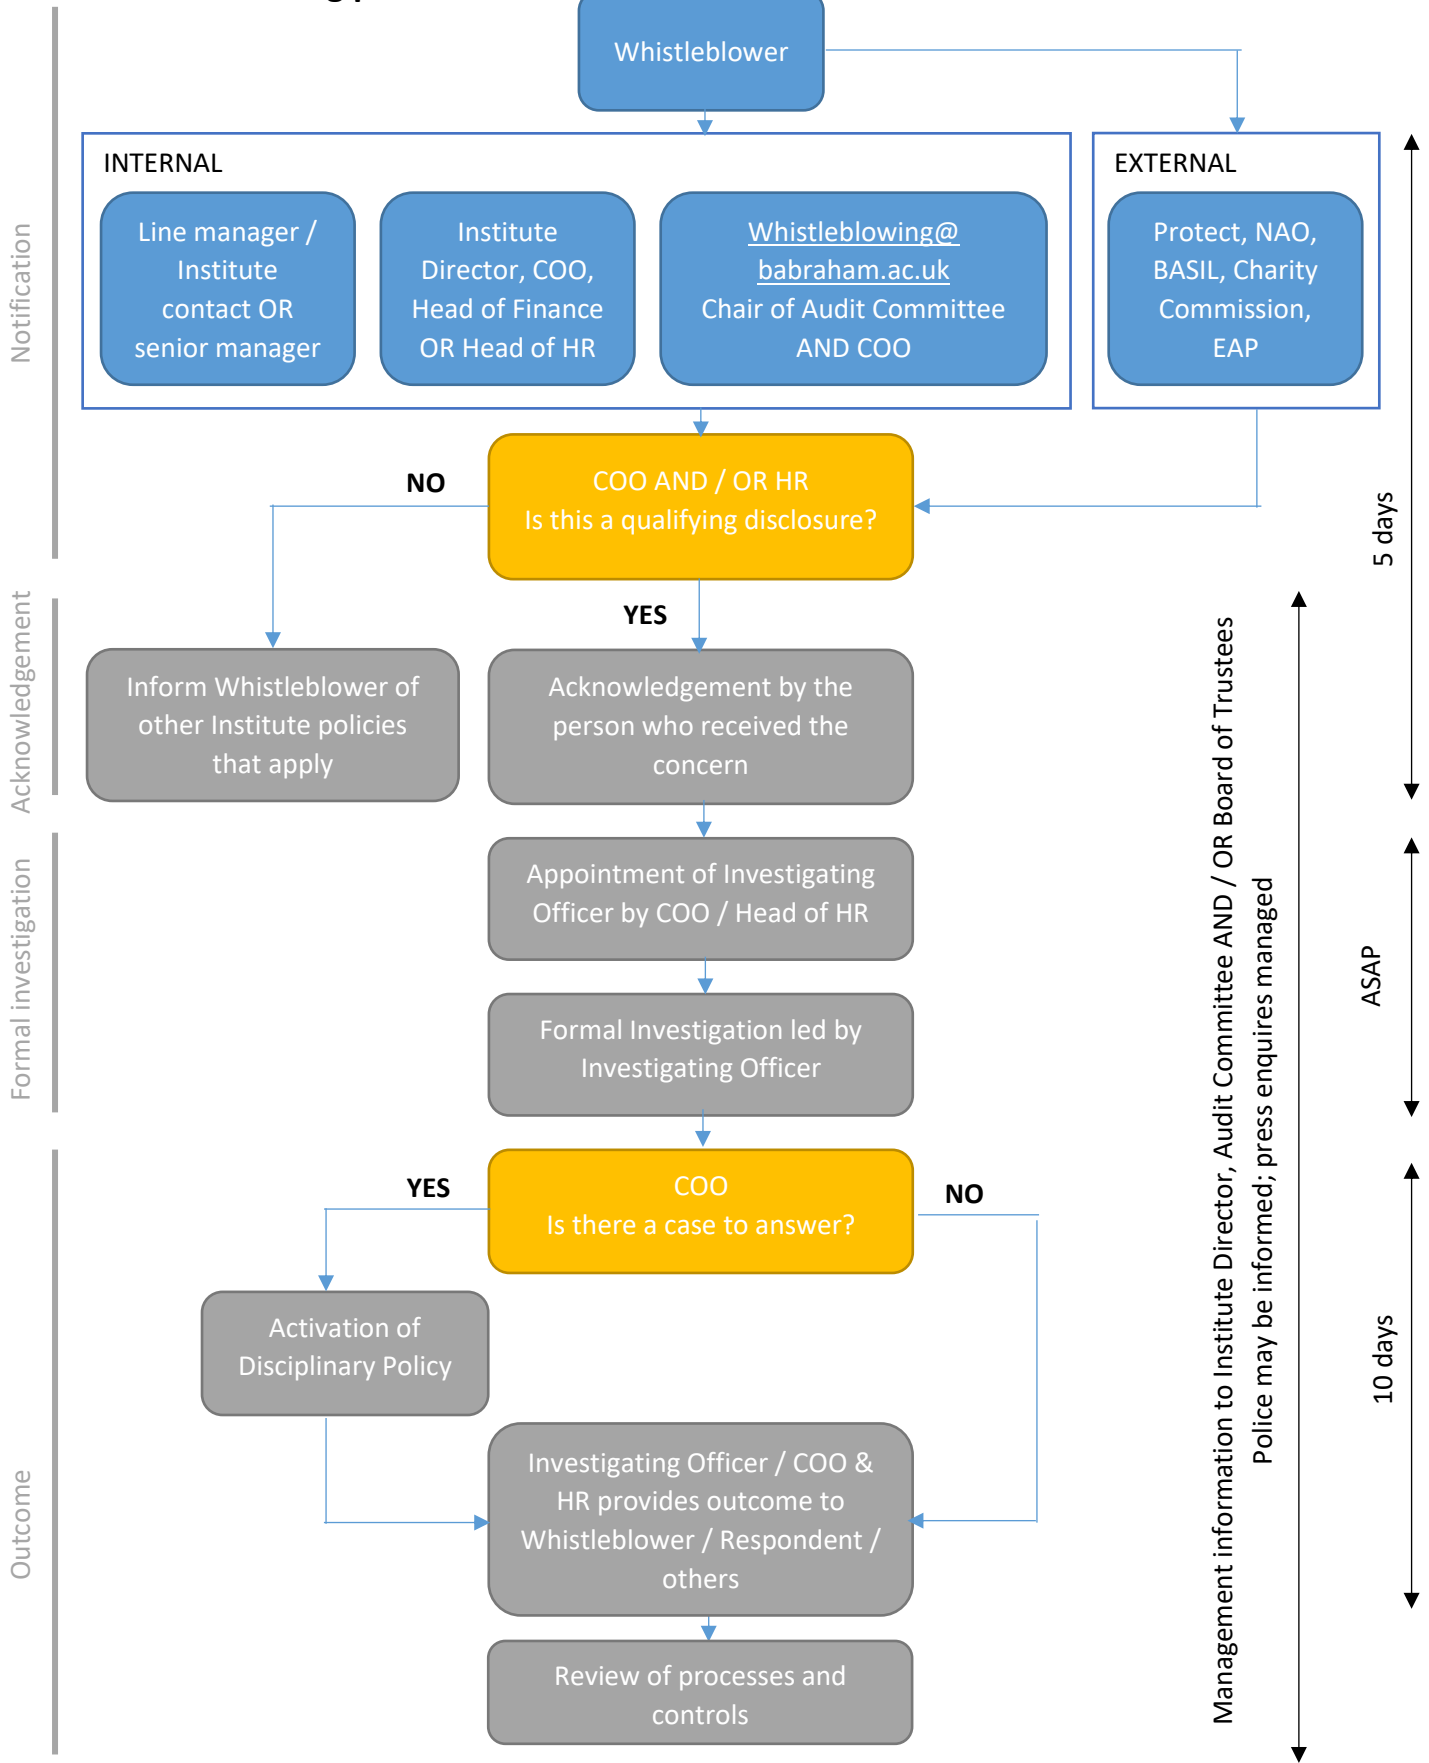 Whistleblower
INTERNAL
Line manager /
Institute
contact OR
senior manager
Institute
Director, COO,
Head of Finance
OR Head of HR
Whistleblowing@
babraham.ac.uk
Chair of Audit Committee
AND COO
EXTERNAL
Protect, NAO,
BASIL, Charity
Commission,
EAP
Notification
COO AND / OR HR
Is this a qualifying disclosure?
NO
YES
5 days
Acknowledgement
Inform Whistleblower of
other Institute policies
that apply
Acknowledgement by the
person who received the
concern
Formal investigation
Appointment of Investigating
Officer by COO / Head of HR
Formal Investigation led by
Investigating Officer
ASAP
Management information to Institute Director, Audit Committee AND / OR Board of Trustees
Police may be informed; press enquires managed
Outcome
COO
Is there a case to answer?
YES
NO
Activation of
Disciplinary Policy
10 days
Investigating Officer / COO &
HR provides outcome to
Whistleblower / Respondent /
others
Review of processes and
controls